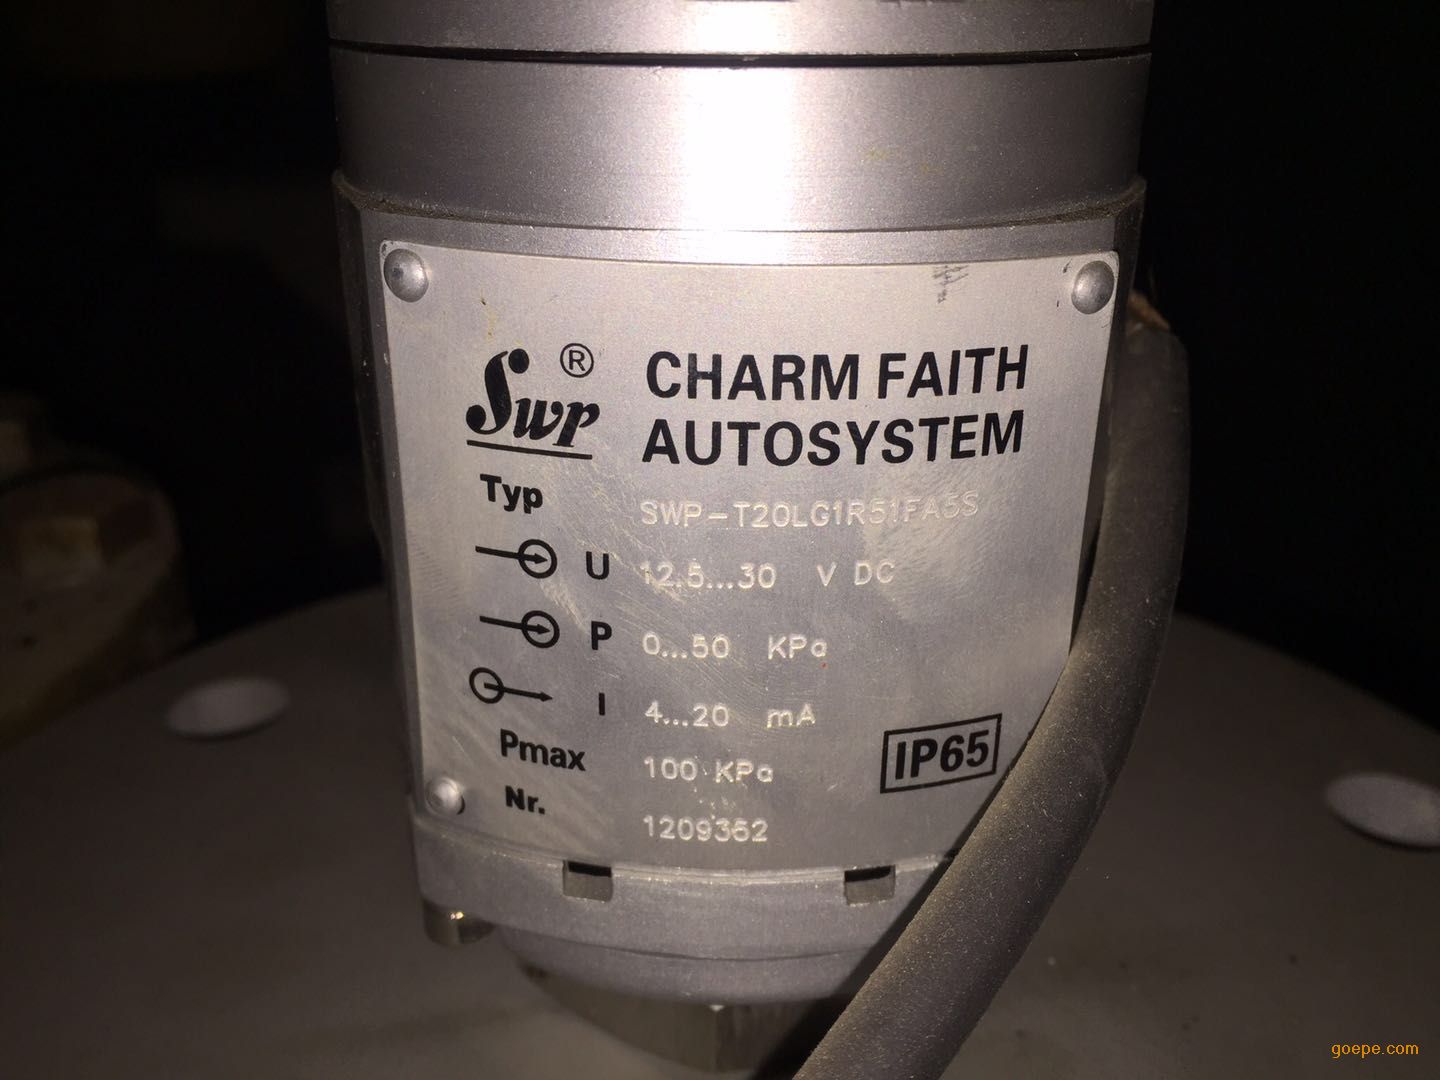 Swp® CHARM FAITH
AUTOSYSTEM
Typ SWP-T20LG1R51FA5S
U 12.5...30 V DC
P 0...50 KPa
I 4...20 mA
Pmax 100 KPa
IP65
Nr. 1209362
goepe.com